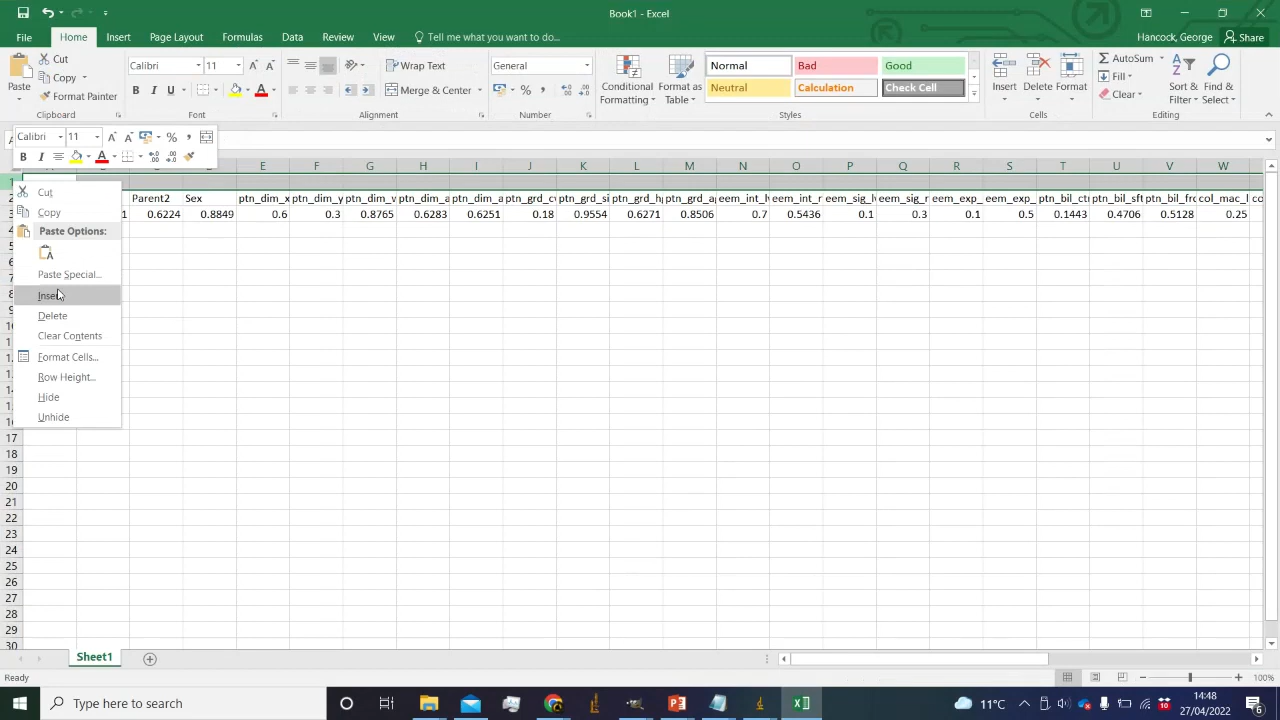 Book1 - Excel
File Home Insert Page Layout Formulas Data Review View Tell me what you want to do... Hancock, George Share
Cut
Copy
Format Painter
Paste
Clipboard
Calibri 11
B I U
Font
Wrap Text
Merge & Center
Alignment
General
%
Number
Conditional Formatting
Format as Table
Normal Bad Good
Neutral Calculation Check Cell
Styles
Insert Delete Format
Cells
AutoSum
Fill
Clear
Sort & Filter
Find & Select
Editing
Calibri 11
B I
E F G H I J K L M N O P Q R S T U V W
Parent2 Sex ptn_dim_x ptn_dim_y ptn_dim_v ptn_dim_a ptn_dim_a ptn_grd_cv ptn_grd_si ptn_grd_h ptn_grd_a eem_int_l eem_int_r eem_sig_l eem_sig_r eem_exp_ eem_exp_ ptn_bil_ct ptn_bil_sft ptn_bil_fr col_mac_l co
1 0.6224 0.8849 0.6 0.3 0.8765 0.6283 0.6251 0.18 0.9554 0.6271 0.8506 0.7 0.5436 0.1 0.3 0.1 0.5 0.1443 0.4706 0.5128 0.25
Cut
Copy
Paste Options:
Paste Special...
Insert
Delete
Clear Contents
Format Cells...
Row Height...
Hide
Unhide
17
18
19
20
21
22
23
24
25
26
27
28
29
30
Sheet1
Ready
100%
Type here to search
11°C
14:48
27/04/2022